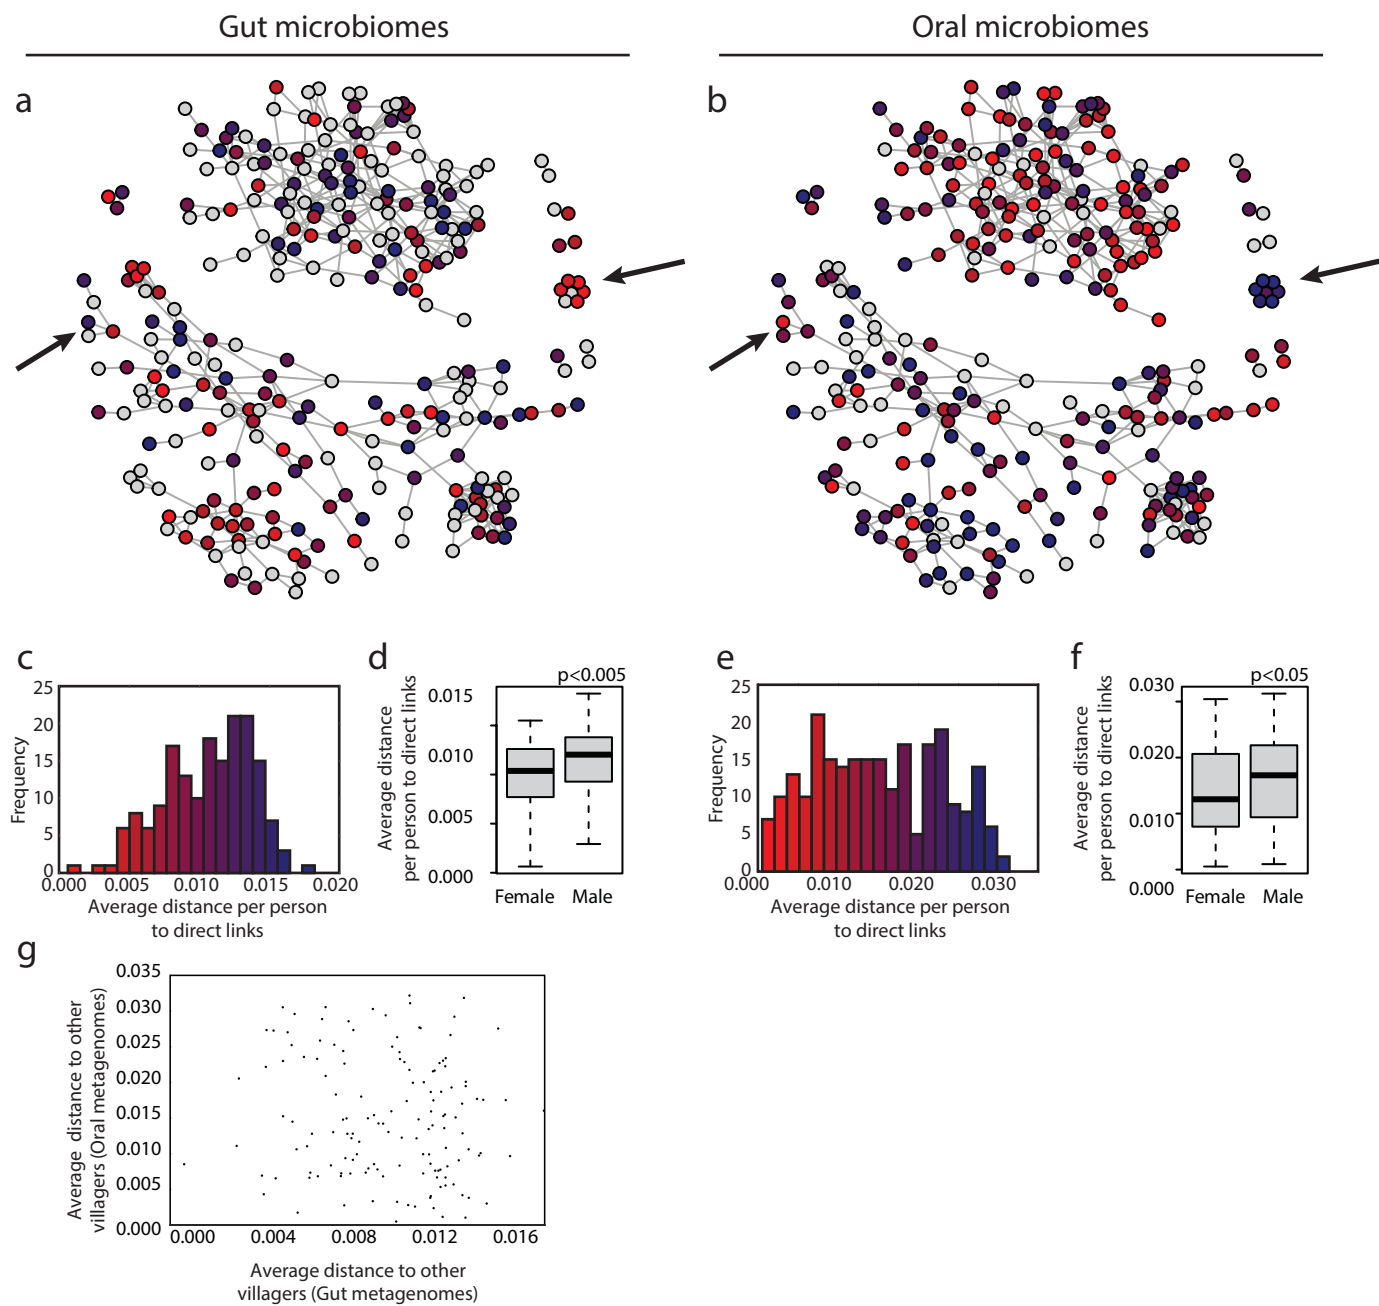 Gut microbiomes
Oral microbiomes
a
b
c
25
20
15
10
5
0
Frequency
0.000
0.005
0.010
0.015
0.020
Average distance per person
to direct links
d
p<0.005
0.015
0.010
0.005
0.000
Average distance
per person to direct links
Female
Male
e
25
20
15
10
5
0
Frequency
0.000
0.010
0.020
0.030
Average distance per person
to direct links
f
p<0.05
0.030
0.020
0.010
0.000
Average distance
per person to direct links
Female
Male
g
0.035
0.030
0.025
0.020
0.015
0.010
0.005
0.000
Average distance to other
villagers (Oral metagenomes)
0.000
0.004
0.008
0.012
0.016
Average distance to other
villagers (Gut metagenomes)